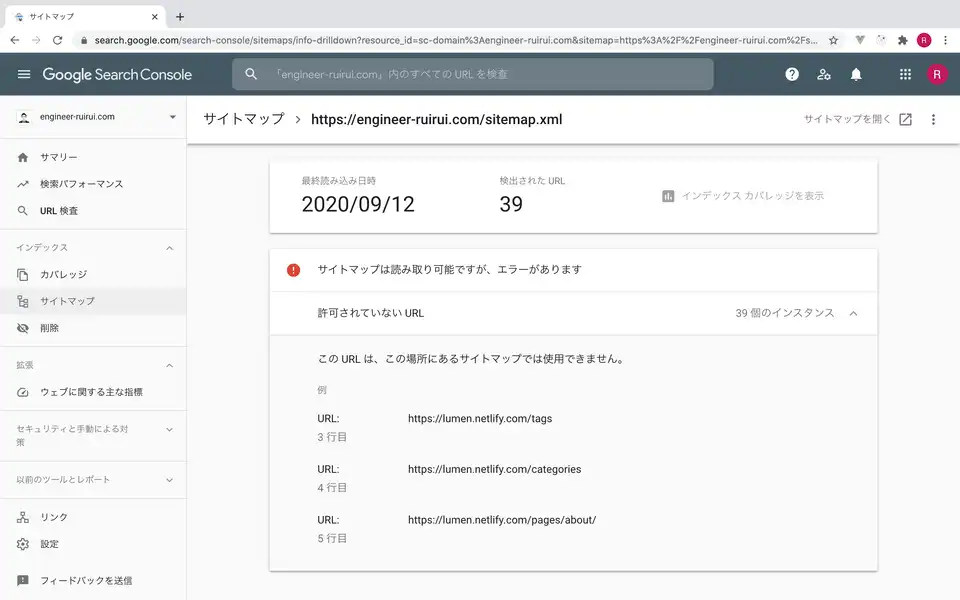 サイトマップ
search.google.com/search-console/sitemaps/info-drilldown?resource_id=sc-domain%3Aengineer-ruirui.com&sitemap=https%3A%2F%2Fengineer-ruirui.com%2Fs...
R
Google Search Console
「engineer-ruirui.com」内のすべての URL を検査
R
engineer-ruirui.com
サイトマップ
https://engineer-ruirui.com/sitemap.xml
サイトマップを開く
サマリー
検索パフォーマンス
URL 検査
インデックス
カバレッジ
サイトマップ
削除
拡張
ウェブに関する主な指標
セキュリティと手動による対
策
以前のツールとレポート
リンク
設定
フィードバックを送信
最終読み込み日時
2020/09/12
検出された URL
39
インデックス カバレッジを表示
サイトマップは読み取り可能ですが、エラーがあります
許可されていない URL
39 個のインスタンス
この URL は、この場所にあるサイトマップでは使用できません。
例
URL: https://lumen.netlify.com/tags
3 行目
URL: https://lumen.netlify.com/categories
4 行目
URL: https://lumen.netlify.com/pages/about/
5 行目